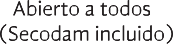 Abierto a todos
(Secodam incluido)